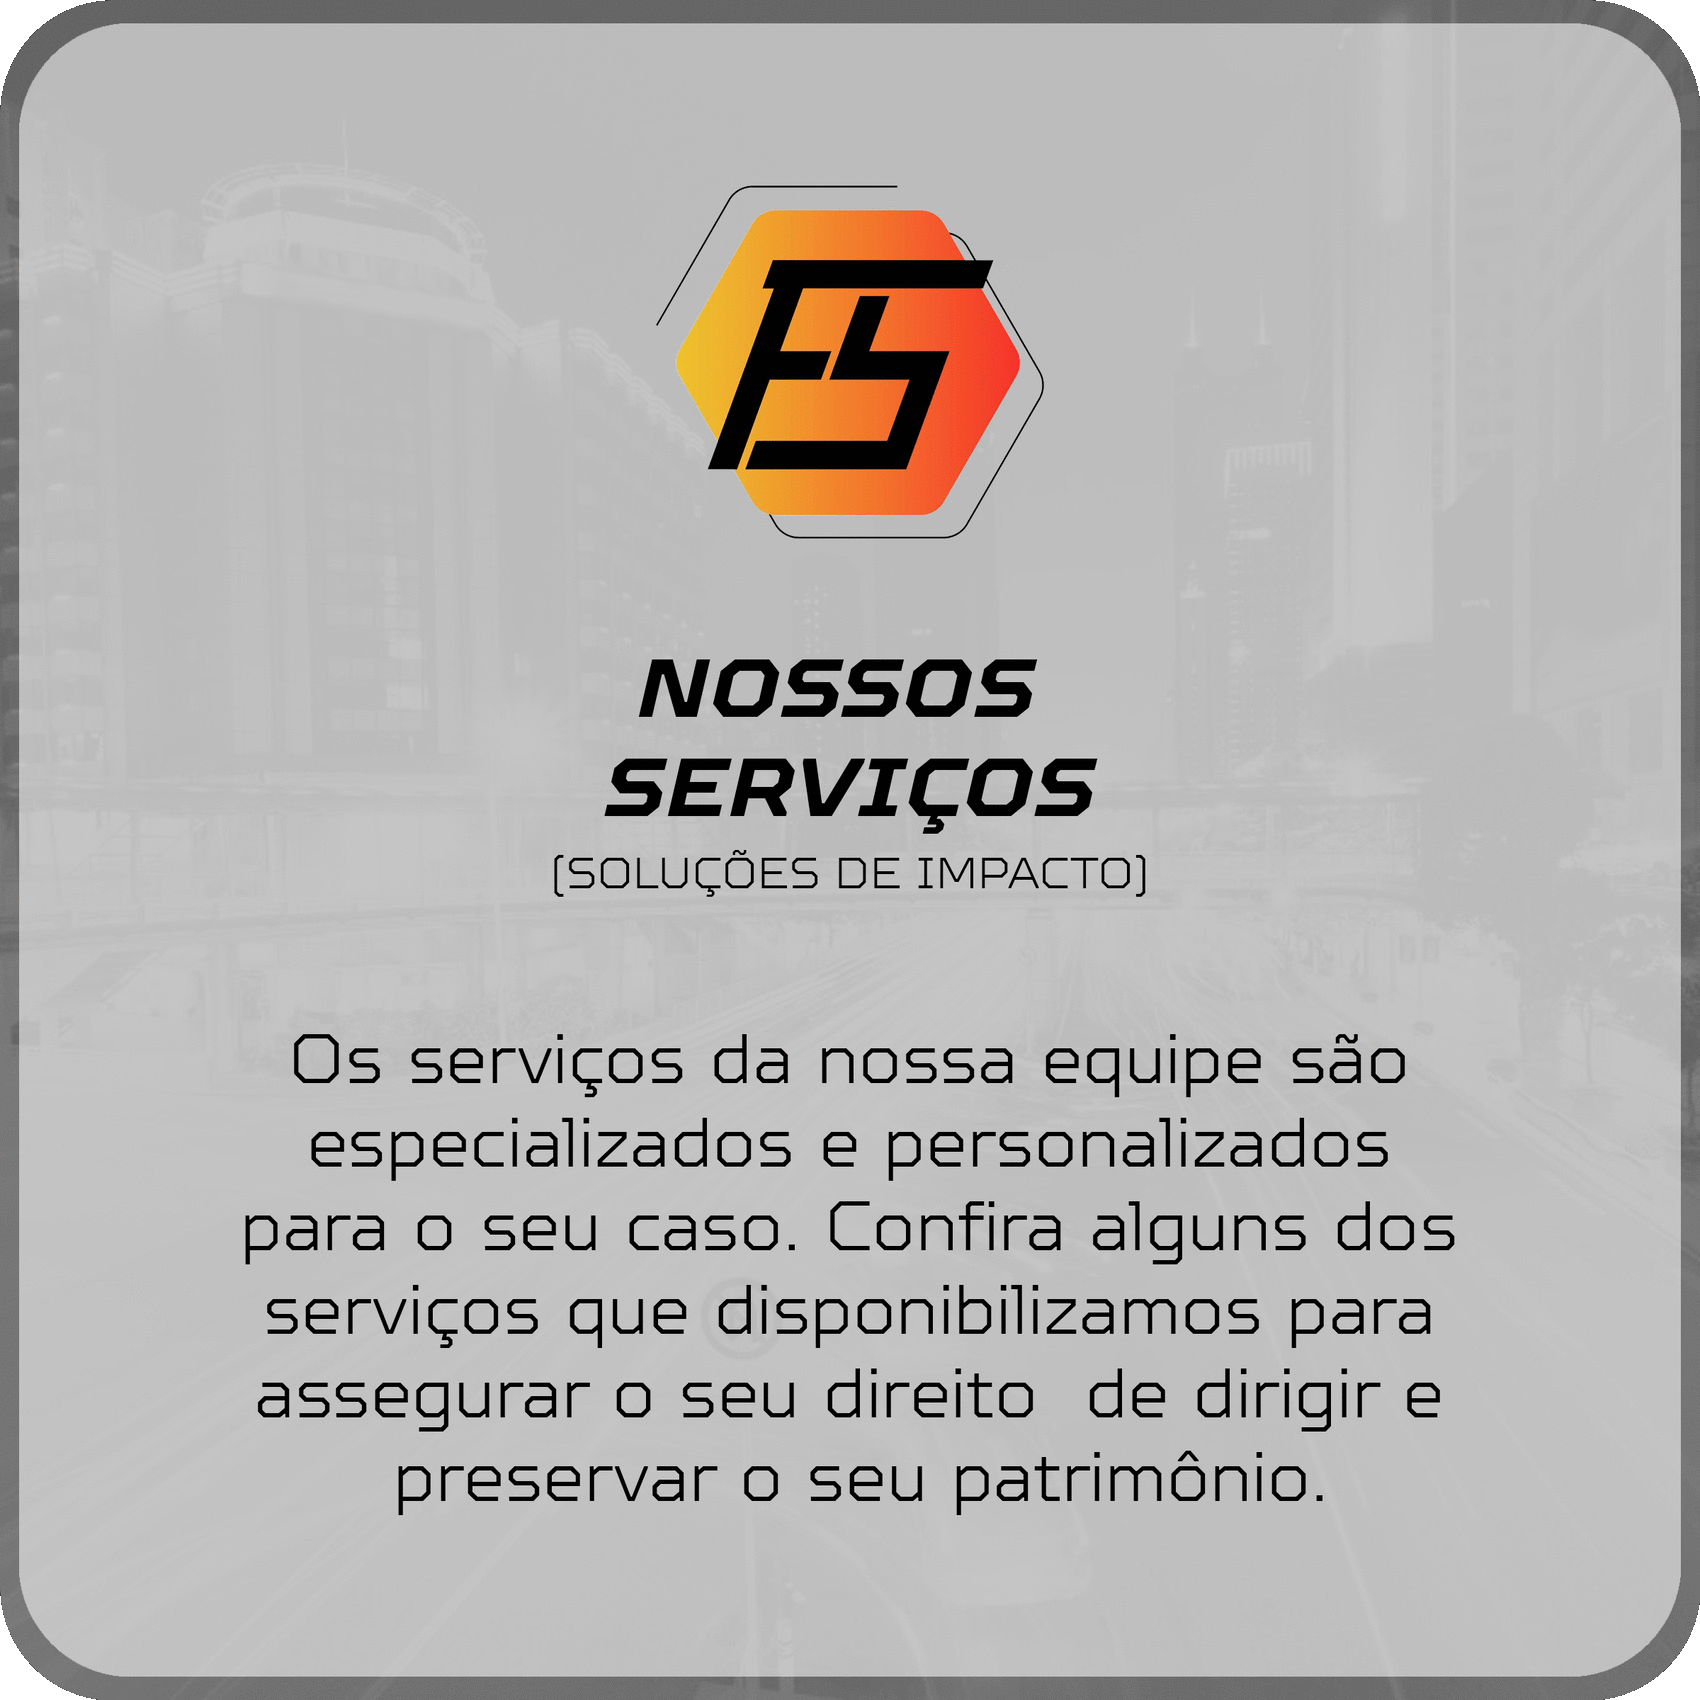 FS
NOSSOS
SERVIÇOS
(SOLUÇÕES DE IMPACTO)
Os serviços da nossa equipe são
especializados e personalizados
para o seu caso. Confira alguns dos
serviços que disponibilizamos para
assegurar o seu direito  de dirigir e
preservar o seu patrimônio.